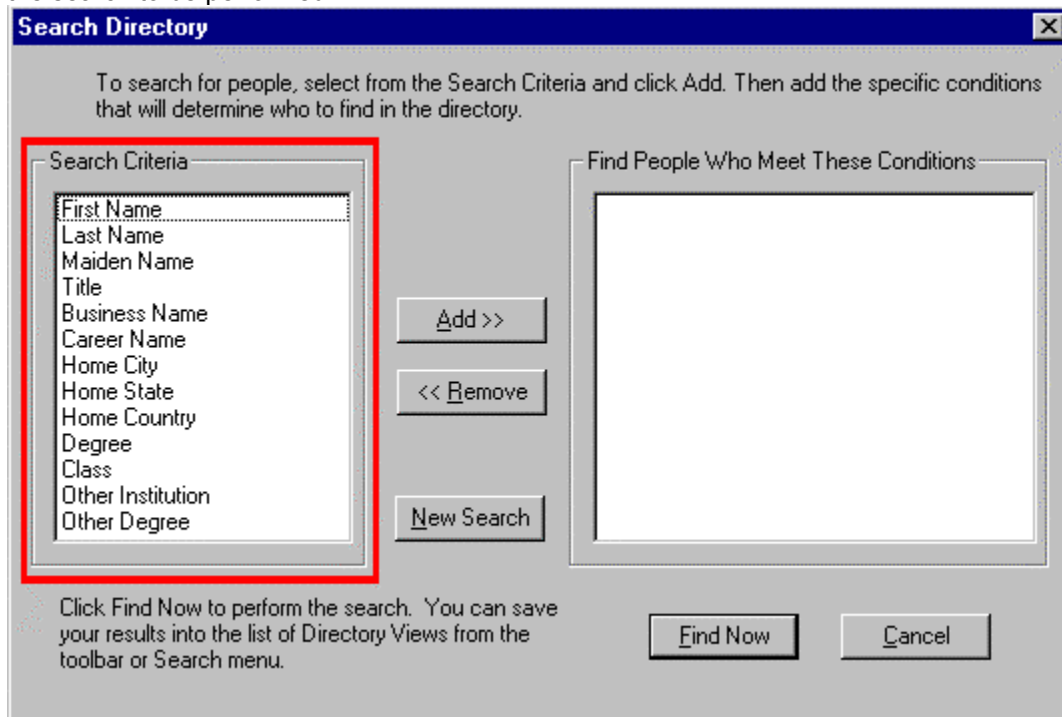 Search Directory
To search for people, select from the Search Criteria and click Add. Then add the specific conditions
that will determine who to find in the directory.
Search Criteria
First Name
Last Name
Maiden Name
Title
Business Name
Career Name
Home City
Home State
Home Country
Degree
Class
Other Institution
Other Degree
Add >>
<< Remove
New Search
Find People Who Meet These Conditions
Click Find Now to perform the search. You can save
your results into the list of Directory Views from the
toolbar or Search menu.
Find Now
Cancel